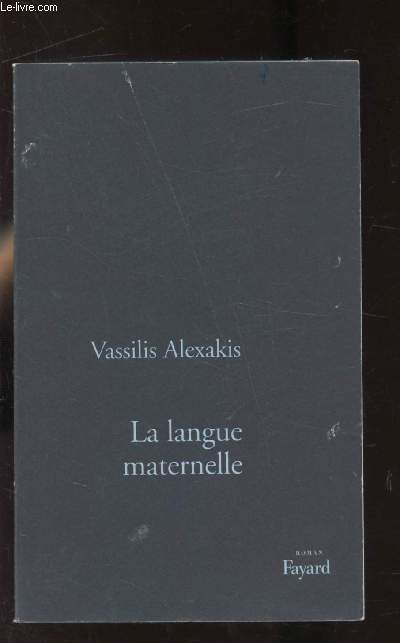 Le-livre.com
Vassilis Alexakis
La langue
maternelle
ROMAN
Fayard